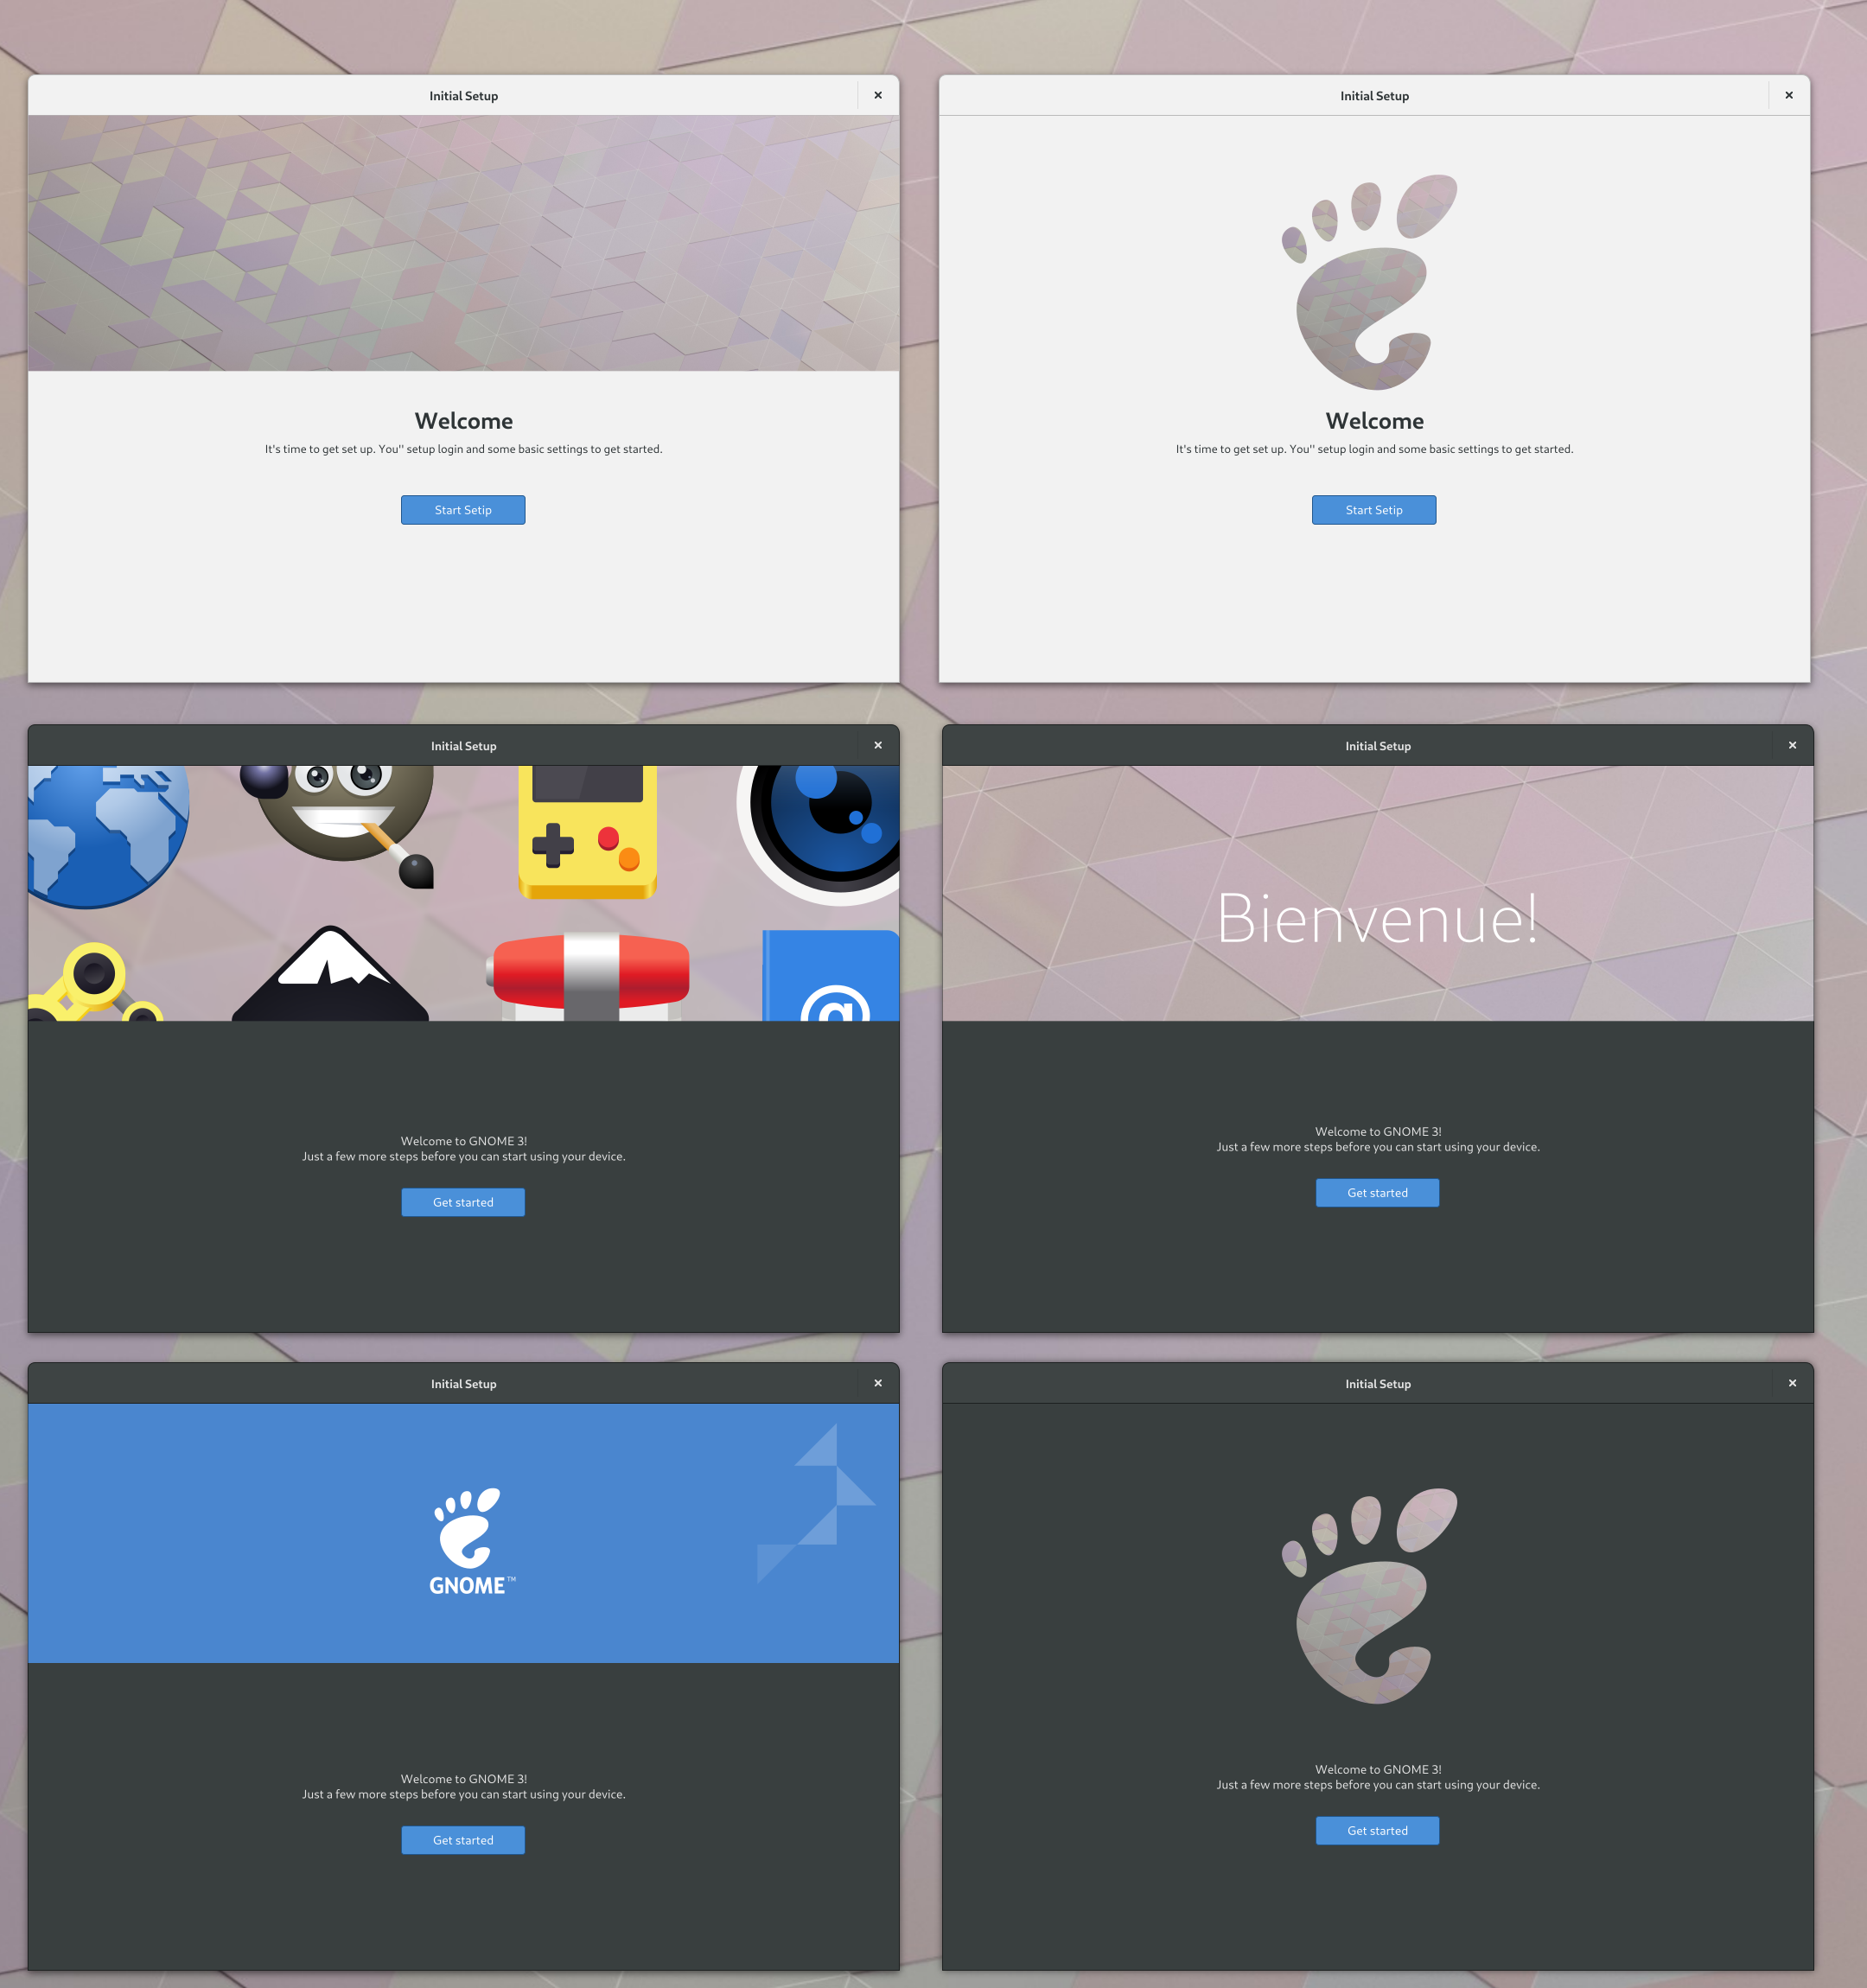 Initial Setup
Welcome
It's time to get set up. You'' setup login and some basic settings to get started.
Start Setip
Initial Setup
Welcome
It's time to get set up. You'' setup login and some basic settings to get started.
Start Setip
Initial Setup
@
Welcome to GNOME 3!
Just a few more steps before you can start using your device.
Get started
Initial Setup
Bienvenue!
Welcome to GNOME 3!
Just a few more steps before you can start using your device.
Get started
Initial Setup
GNOME™
Welcome to GNOME 3!
Just a few more steps before you can start using your device.
Get started
Initial Setup
Welcome to GNOME 3!
Just a few more steps before you can start using your device.
Get started